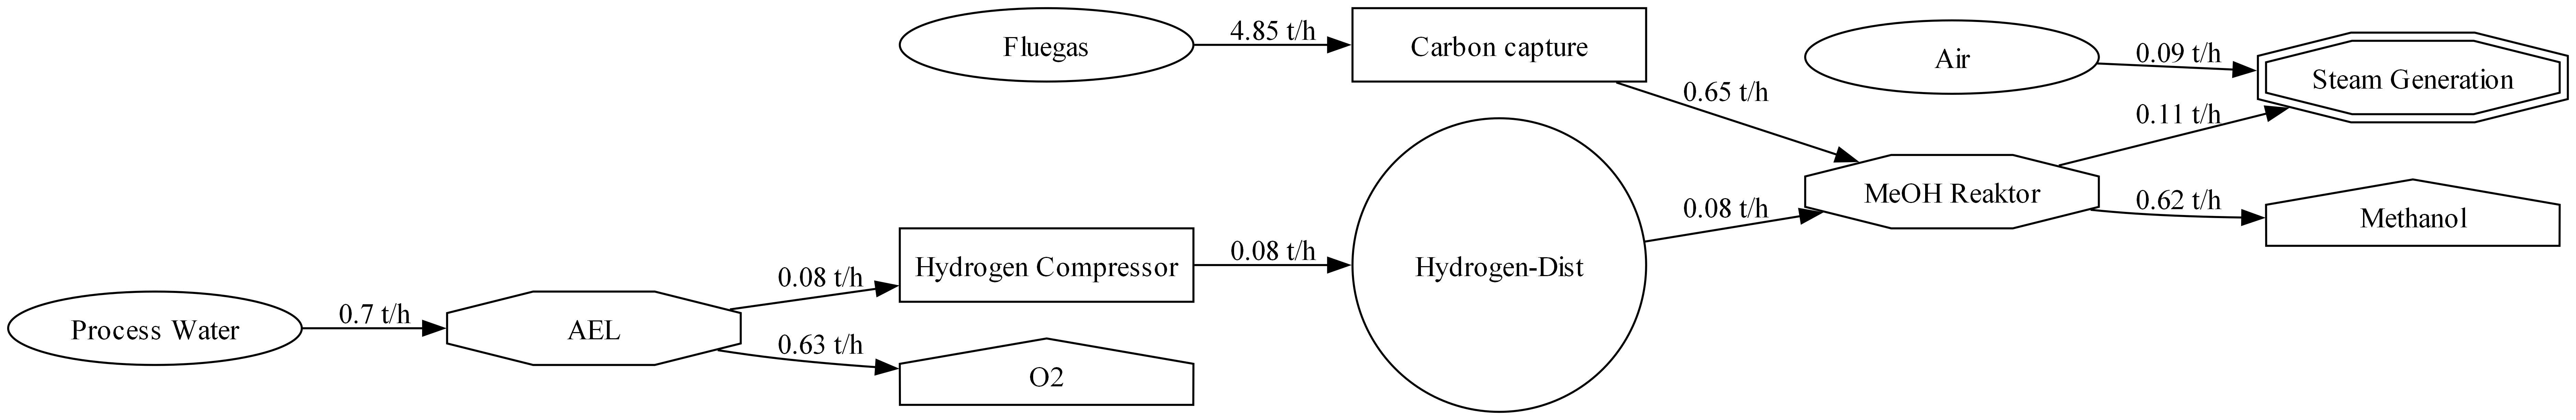 Fluegas
4.85 t/h
Carbon capture
Air
0.09 t/h
Steam Generation
0.65 t/h
0.11 t/h
MeOH Reaktor
0.62 t/h
Methanol
0.08 t/h
Hydrogen Compressor
0.08 t/h
Hydrogen-Dist
0.08 t/h
Process Water
0.7 t/h
AEL
0.63 t/h
O2